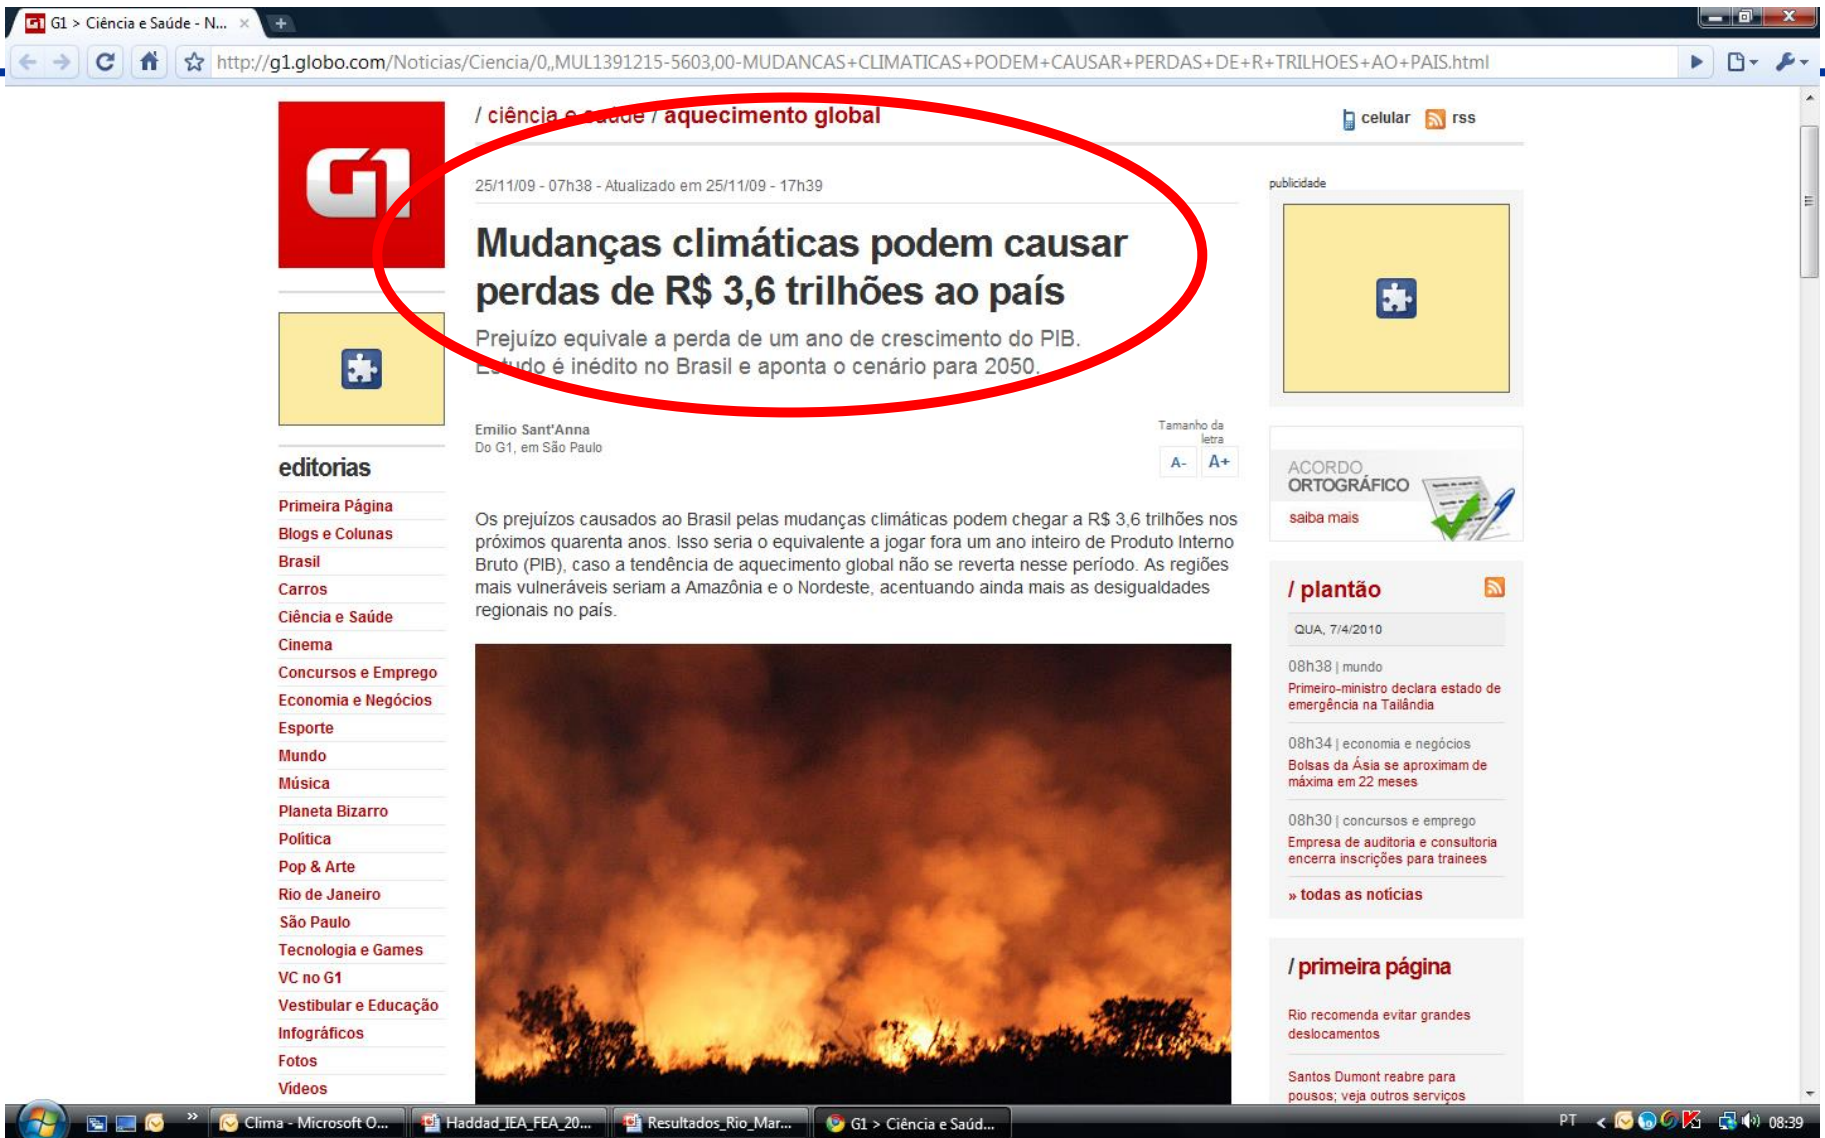 G1 > Ciência e Saúde - N...
http://g1.globo.com/Noticias/Ciencia/0,,MUL1391215-5603,00-MUDANCAS+CLIMATICAS+PODEM+CAUSAR+PERDAS+DE+R+TRILHOES+AO+PAIS.html
G1
/ ciência e saúde / aquecimento global
celular
rss
25/11/09 - 07h38 - Atualizado em 25/11/09 - 17h39
Mudanças climáticas podem causar
perdas de R$ 3,6 trilhões ao país
Prejuízo equivale a perda de um ano de crescimento do PIB.
Estudo é inédito no Brasil e aponta o cenário para 2050.
Emilio Sant'Anna
Do G1, em São Paulo
Tamanho da
letra
A- A+
Os prejuízos causados ao Brasil pelas mudanças climáticas podem chegar a R$ 3,6 trilhões nos
próximos quarenta anos. Isso seria o equivalente a jogar fora um ano inteiro de Produto Interno
Bruto (PIB), caso a tendência de aquecimento global não se reverta nesse período. As regiões
mais vulneráveis seriam a Amazônia e o Nordeste, acentuando ainda mais as desigualdades
regionais no país.
editorias
Primeira Página
Blogs e Colunas
Brasil
Carros
Ciência e Saúde
Cinema
Concursos e Emprego
Economia e Negócios
Esporte
Mundo
Música
Planeta Bizarro
Política
Pop & Arte
Rio de Janeiro
São Paulo
Tecnologia e Games
VC no G1
Vestibular e Educação
Infográficos
Fotos
Vídeos
publicidade
ACORDO
ORTOGRÁFICO
saiba mais
/ plantão
QUA, 7/4/2010
08h38 | mundo
Primeiro-ministro declara estado de
emergência na Tailândia
08h34 | economia e negócios
Bolsas da Ásia se aproximam de
máxima em 22 meses
08h30 | concursos e emprego
Empresa de auditoria e consultoria
encerra inscrições para trainees
» todas as notícias
/ primeira página
Rio recomenda evitar grandes
deslocamentos
Santos Dumont reabre para
pousos; veja outros serviços
Clima - Microsoft O...
Haddad_IEA_FEA_20...
Resultados_Rio_Mar...
G1 > Ciência e Saúd...
PT
08:39